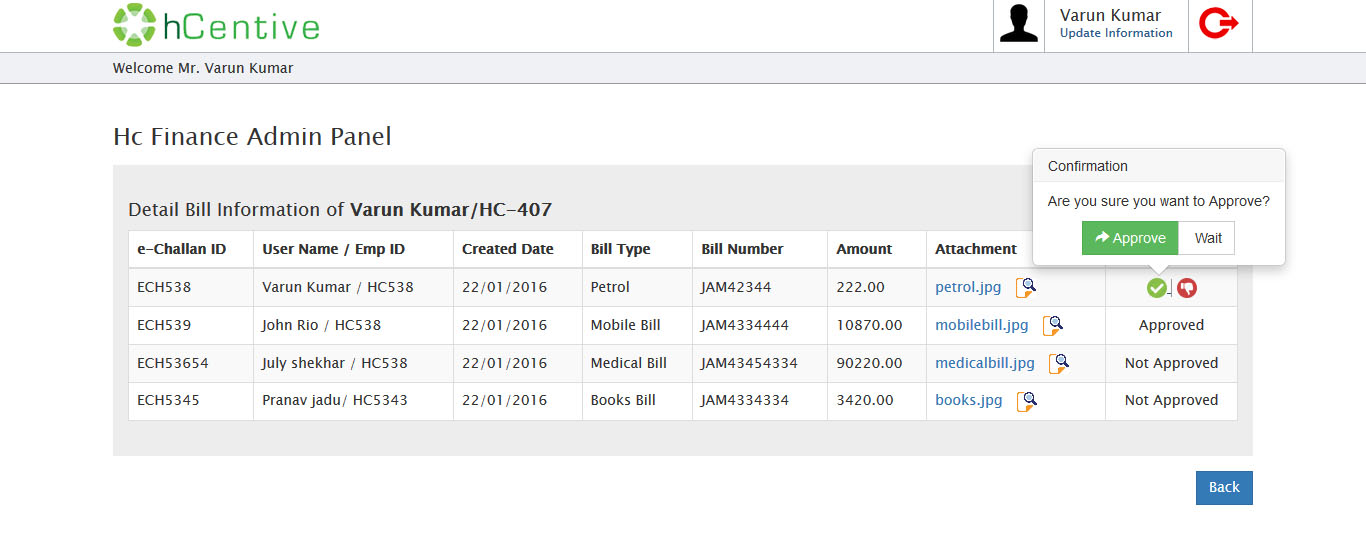 hCentive
Varun Kumar
Update Information
Welcome Mr. Varun Kumar
Hc Finance Admin Panel
Confirmation
Are you sure you want to Approve?
Approve Wait
Detail Bill Information of Varun Kumar/HC-407
e-Challan ID User Name / Emp ID Created Date Bill Type Bill Number Amount Attachment
ECH538 Varun Kumar / HC538 22/01/2016 Petrol JAM42344 222.00 petrol.jpg |
ECH539 John Rio / HC538 22/01/2016 Mobile Bill JAM4334444 10870.00 mobilebill.jpg Approved
ECH53654 July shekhar / HC538 22/01/2016 Medical Bill JAM43454334 90220.00 medicalbill.jpg Not Approved
ECH5345 Pranav jadu/ HC5343 22/01/2016 Books Bill JAM4334334 3420.00 books.jpg Not Approved
Back